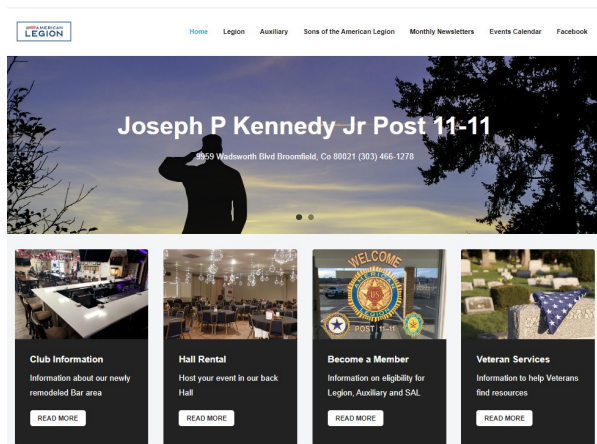 AMERICAN
LEGION
Home Legion Auxiliary Sons of the American Legion Monthly Newsletters Events Calendar Facebook
Joseph P Kennedy Jr Post 11-11
9959 Wadsworth Blvd Broomfield, Co 80021 (303) 466-1278
WELCOME
AMERICAN
LEGION
US
POST 11-11
Club Information
Information about our newly
remodeled Bar area
READ MORE
Hall Rental
Host your event in our back
Hall
READ MORE
Become a Member
Information on eligibility for
Legion, Auxiliary and SAL
READ MORE
Veteran Services
Information to help Veterans
find resources
READ MORE